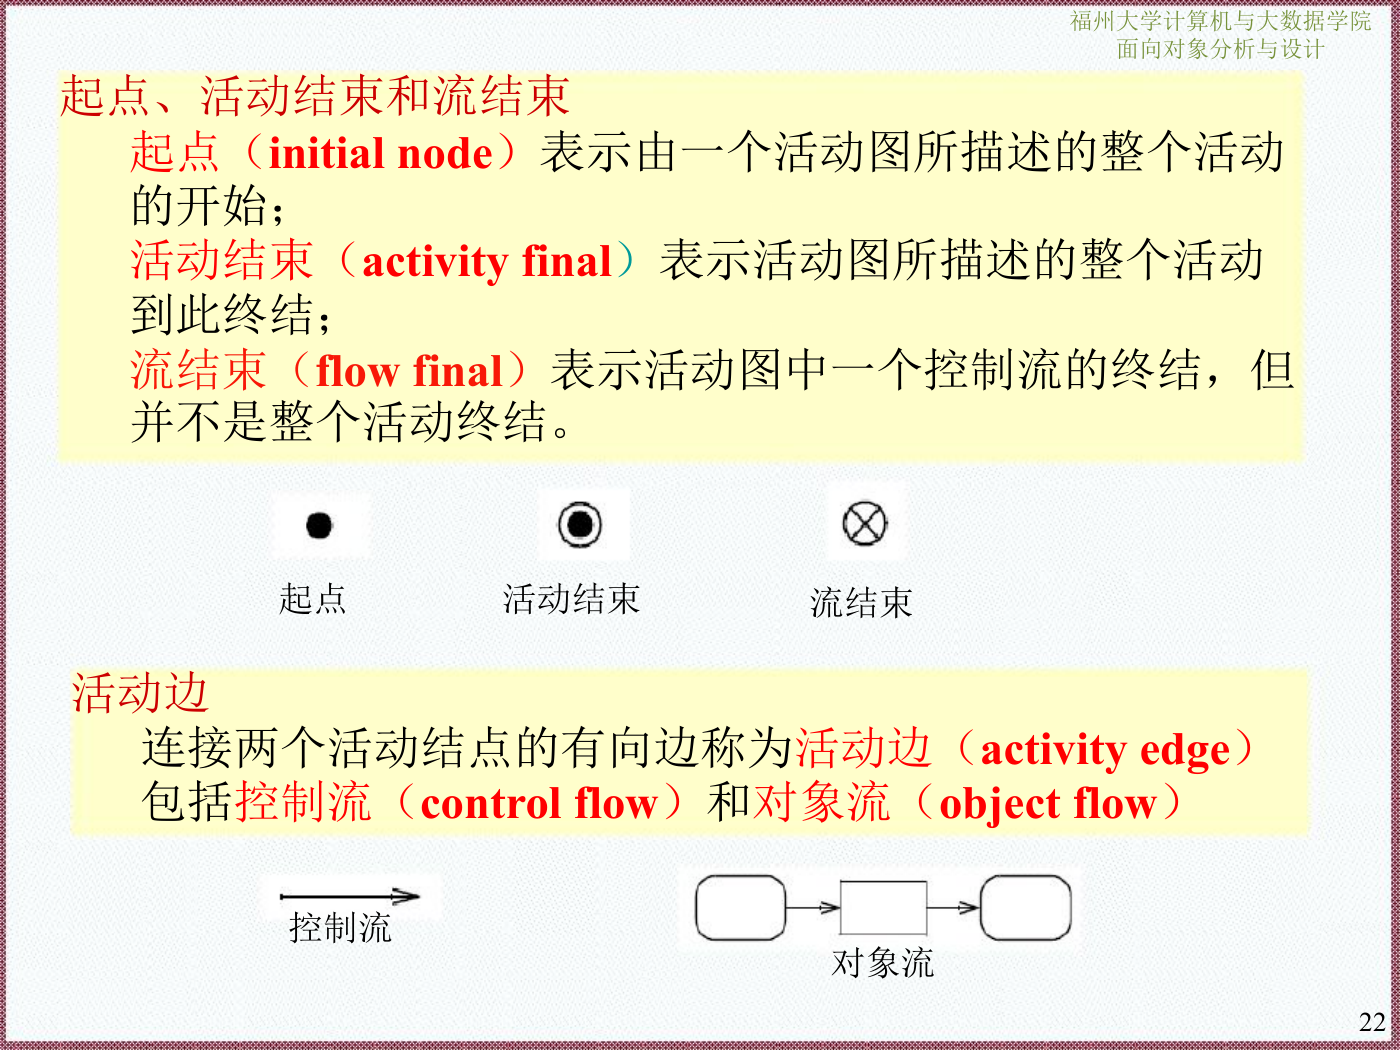 福州大学计算机与大数据学院
面向对象分析与设计
起点、活动结束和流结束
起点（initial node）表示由一个活动图所描述的整个活动
的开始；
活动结束（activity final）表示活动图所描述的整个活动
到此终结；
流结束（flow final）表示活动图中一个控制流的终结，但
并不是整个活动终结。
起点
活动结束
流结束
活动边
连接两个活动结点的有向边称为活动边（activity edge）
包括控制流（control flow）和对象流（object flow）
控制流
对象流
22